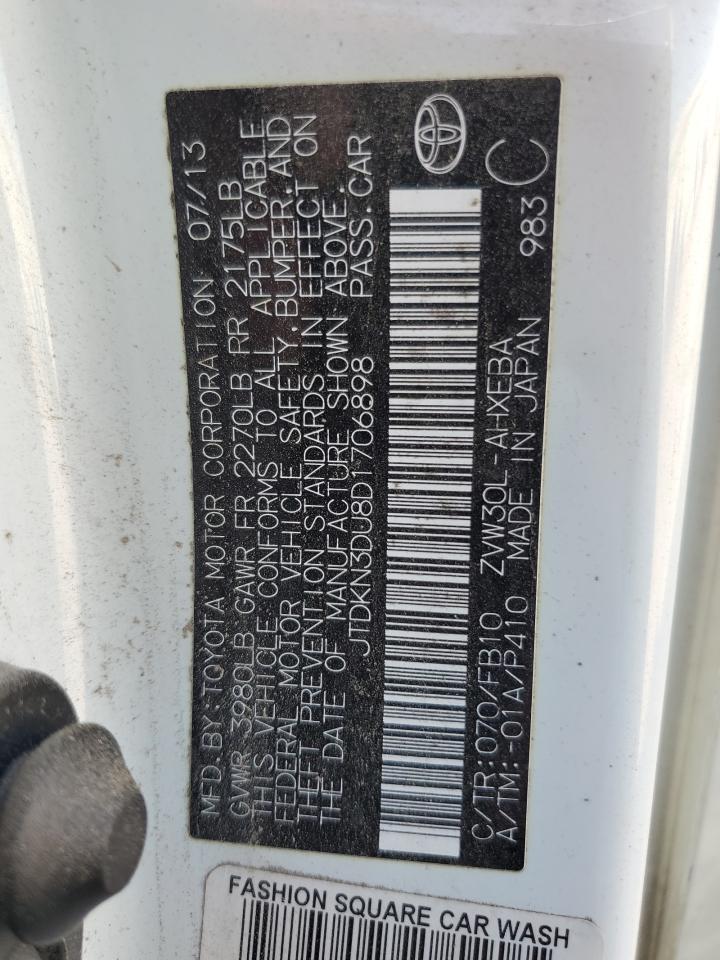 MFD. BY: TOYOTA MOTOR CORPORATION 07/13
GVWR 3980LB GAWR FR 2270LB RR 2175LB
THIS VEHICLE CONFORMS TO ALL APPLICABLE
FEDERAL MOTOR VEHICLE SAFETY, BUMPER, AND
THEFT PREVENTION STANDARDS IN EFFECT ON
THE DATE OF MANUFACTURE SHOWN ABOVE.
JTDKN3DU8D1706898 PASS. CAR
C/TR: 070/FB10 ZVW30L-AHXEBA
A/TM: -01A/P410 MADE IN JAPAN 983 C
FASHION SQUARE CAR WASH